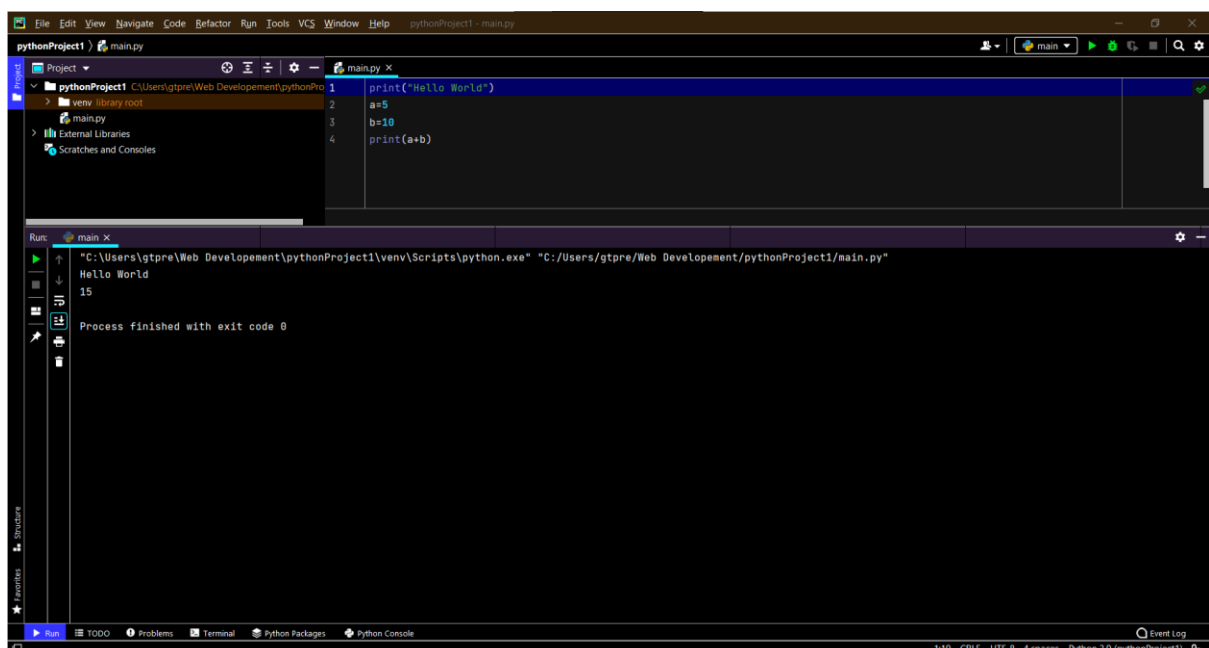 File Edit View Navigate Code Refactor Run Tools VCS Window Help pythonProject1 - main.py
pythonProject1 main.py
main
Project
main.py
Project
pythonProject1 C:\Users\gtpre\Web Developement\pythonPro
venv library root
main.py
External Libraries
Scratches and Consoles
1 print("Hello World")
2 a=5
3 b=10
4 print(a+b)
Run: main
"C:\Users\gtpre\Web Developement\pythonProject1\venv\Scripts\python.exe" "C:/Users/gtpre/Web Developement/pythonProject1/main.py"
Hello World
15
Process finished with exit code 0
Structure
Favorites
Run TODO Problems Terminal Python Packages Python Console Event Log